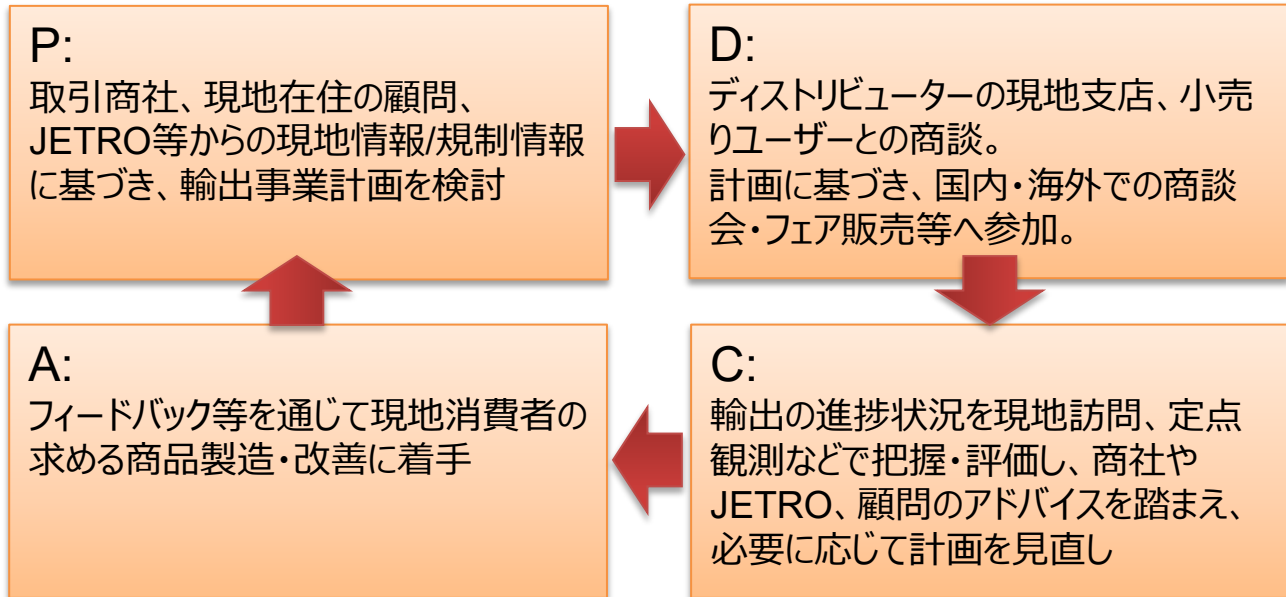 P:
取引商社、現地在住の顧問、
JETRO等からの現地情報/規制情報
に基づき、輸出事業計画を検討
D:
ディストリビューターの現地支店、小売
りユーザーとの商談。
計画に基づき、国内・海外での商談
会・フェア販売等へ参加。
A:
フィードバック等を通じて現地消費者の
求める商品製造・改善に着手
C:
輸出の進捗状況を現地訪問、定点
観測などで把握・評価し、商社や
JETRO、顧問のアドバイスを踏まえ、
必要に応じて計画を見直し